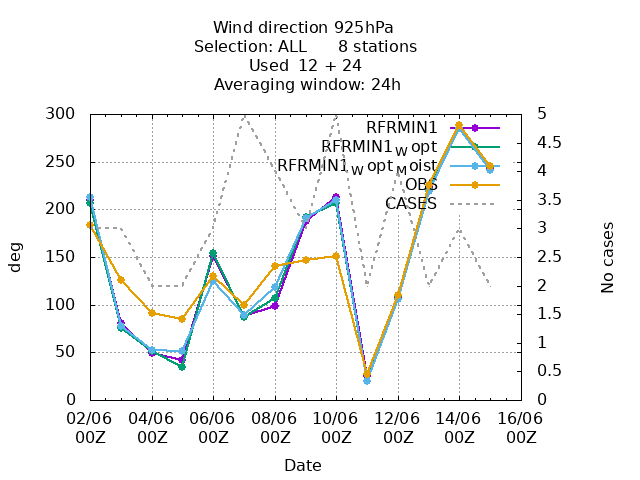 Wind direction 925hPa
Selection: ALL      8 stations
Used  12 + 24
Averaging window: 24h
300
250
200
150
100
50
0
deg
5
4.5
4
3.5
3
2.5
2
1.5
1
0.5
0
No cases
RFRMIN1
RFRMIN1_W opt
RFRMIN1_W opt_M oist
OBS
CASES
02/06 04/06 06/06 08/06 10/06 12/06 14/06 16/06
00Z 00Z 00Z 00Z 00Z 00Z 00Z 00Z
Date